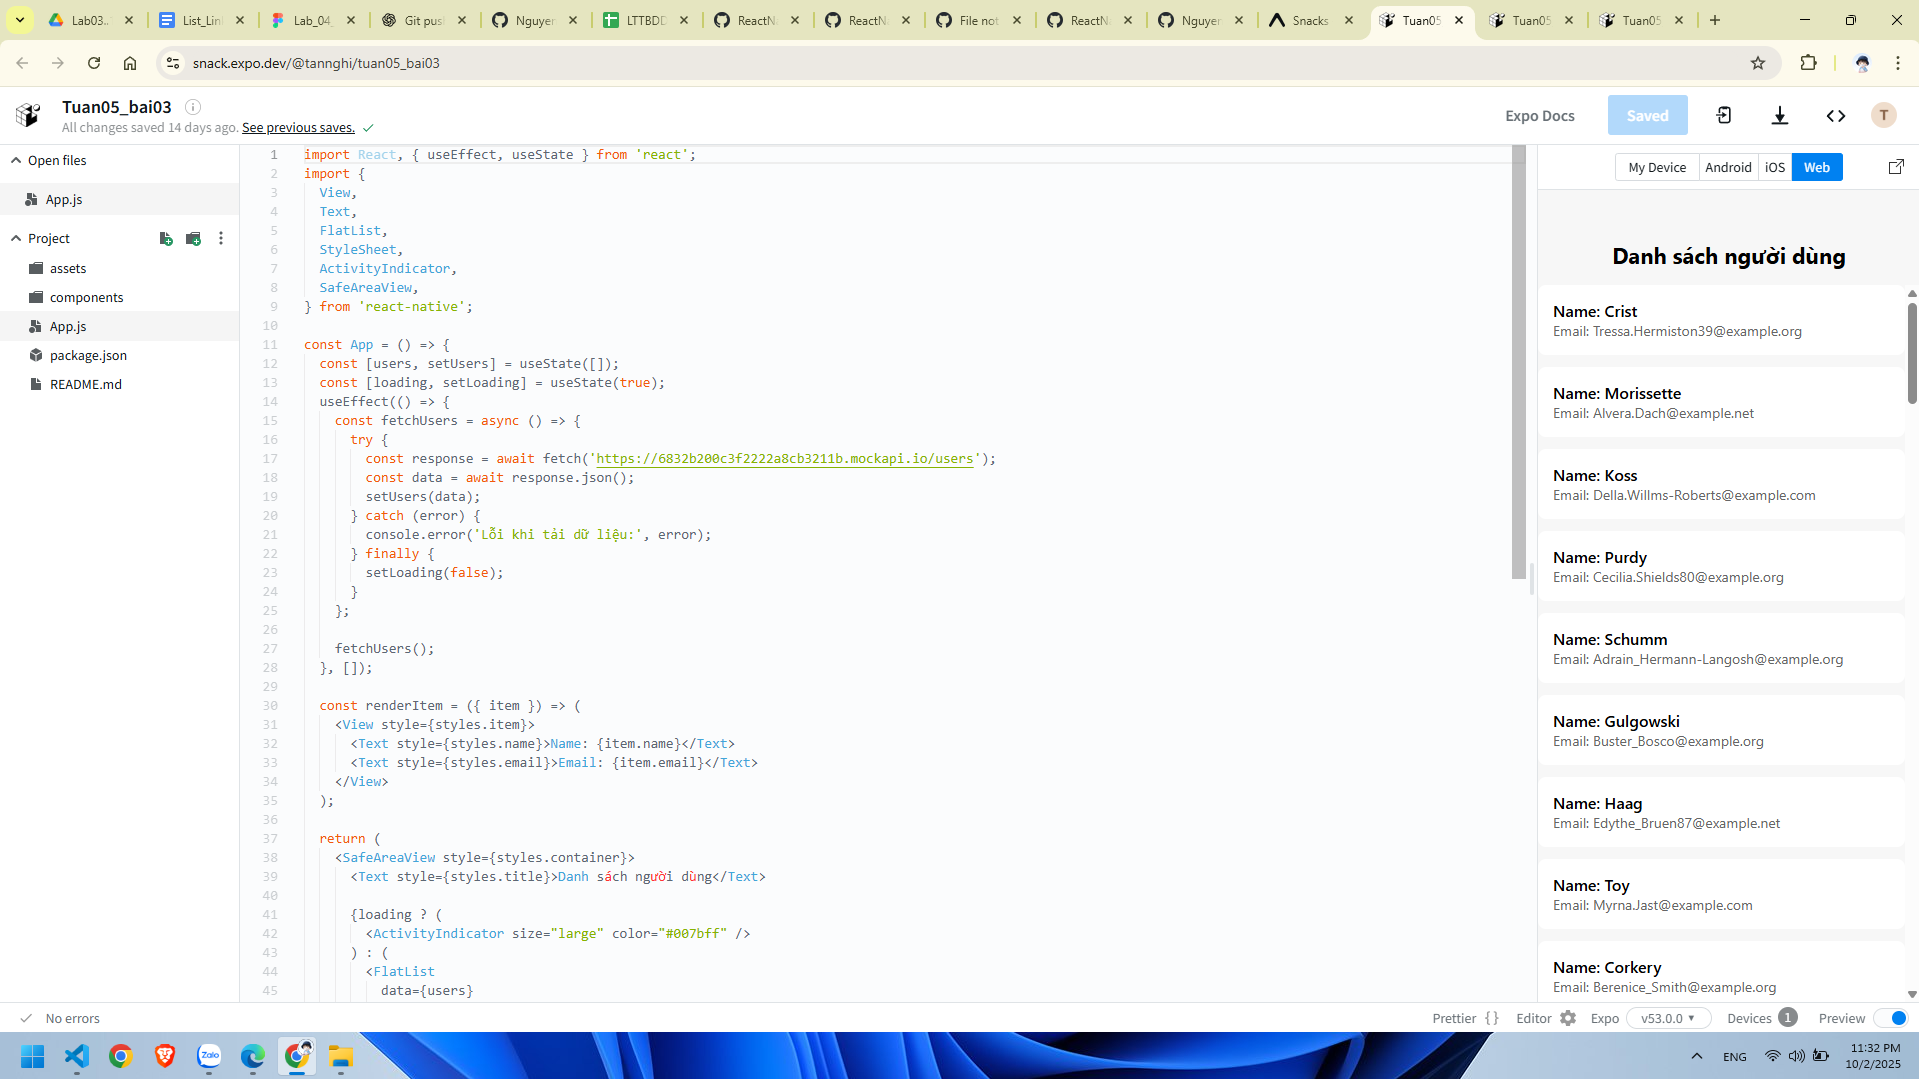 Lab03.
List_Lin
Lab_04_
Git pus
Nguyen
LTTBDD
ReactN
ReactN
File not
ReactN
Nguyen
Snacks
Tuan05
Tuan05
Tuan05
snack.expo.dev/@tannghi/tuan05_bai03
Tuan05_bai03
All changes saved 14 days ago. See previous saves.
Expo Docs
Saved
T
Open files
App.js
Project
assets
components
App.js
package.json
README.md
1 import React, { useEffect, useState } from 'react';
2 import {
3 View,
4 Text,
5 FlatList,
6 StyleSheet,
7 ActivityIndicator,
8 SafeAreaView,
9 } from 'react-native';
10
11 const App = () => {
12 const [users, setUsers] = useState([]);
13 const [loading, setLoading] = useState(true);
14 useEffect(() => {
15 const fetchUsers = async () => {
16 try {
17 const response = await fetch('https://6832b200c3f2222a8cb3211b.mockapi.io/users');
18 const data = await response.json();
19 setUsers(data);
20 } catch (error) {
21 console.error('Lỗi khi tải dữ liệu:', error);
22 } finally {
23 setLoading(false);
24 }
25 };
26
27 fetchUsers();
28 }, []);
29
30 const renderItem = ({ item }) => (
31 <View style={styles.item}>
32 <Text style={styles.name}>Name: {item.name}</Text>
33 <Text style={styles.email}>Email: {item.email}</Text>
34 </View>
35 );
36
37 return (
38 <SafeAreaView style={styles.container}>
39 <Text style={styles.title}>Danh sách người dùng</Text>
40
41 {loading ? (
42 <ActivityIndicator size="large" color="#007bff" />
43 ) : (
44 <FlatList
45 data={users}
My Device
Android
iOS
Web
Danh sách người dùng
Name: Crist
Email: Tressa.Hermiston39@example.org
Name: Morissette
Email: Alvera.Dach@example.net
Name: Koss
Email: Della.Willms-Roberts@example.com
Name: Purdy
Email: Cecilia.Shields80@example.org
Name: Schumm
Email: Adrain_Hermann-Langosh@example.org
Name: Gulgowski
Email: Buster_Bosco@example.org
Name: Haag
Email: Edythe_Bruen87@example.net
Name: Toy
Email: Myrna.Jast@example.com
Name: Corkery
Email: Berenice_Smith@example.org
No errors
Prettier {}
Editor
Expo
v53.0.0
Devices 1
Preview
Zalo
ENG
11:32 PM
10/2/2025